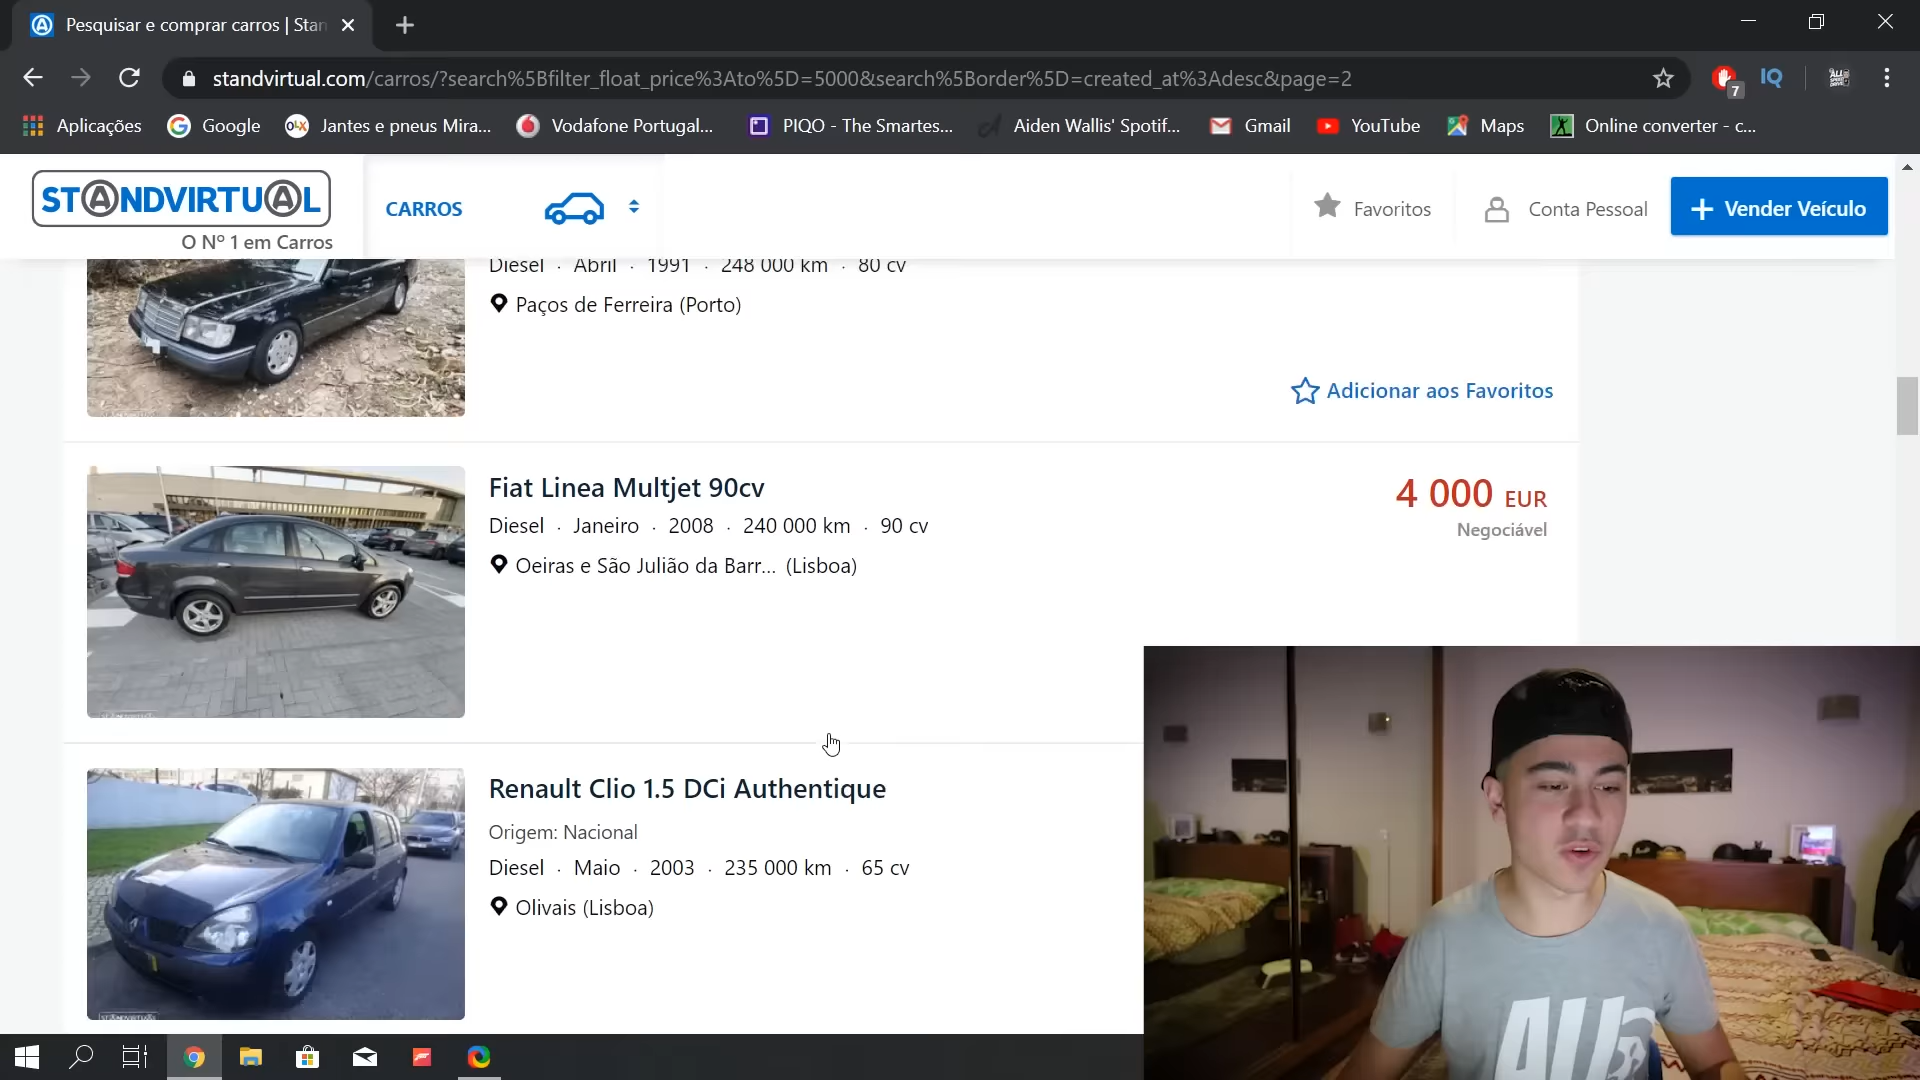 Pesquisar e comprar carros | Stan
standvirtual.com/carros/?search%5Bfilter_float_price%3Ato%5D=5000&search%5Border%5D=created_at%3Adesc&page=2
7
IQ
Aplicações
Google
OLX
Jantes e pneus Mira...
Vodafone Portugal...
PIQO - The Smartes...
Aiden Wallis' Spotif...
Gmail
YouTube
Maps
Online converter - c...
STANDVIRTUAL
O Nº 1 em Carros
CARROS
Favoritos
Conta Pessoal
+ Vender Veículo
Diesel · Abril · 1991 · 248 000 km · 80 cv
Paços de Ferreira (Porto)
Adicionar aos Favoritos
Fiat Linea Multjet 90cv
4 000 EUR
Diesel · Janeiro · 2008 · 240 000 km · 90 cv
Negociável
Oeiras e São Julião da Barr... (Lisboa)
Renault Clio 1.5 DCi Authentique
Origem: Nacional
Diesel · Maio · 2003 · 235 000 km · 65 cv
Olivais (Lisboa)
STANDVIRTUAL